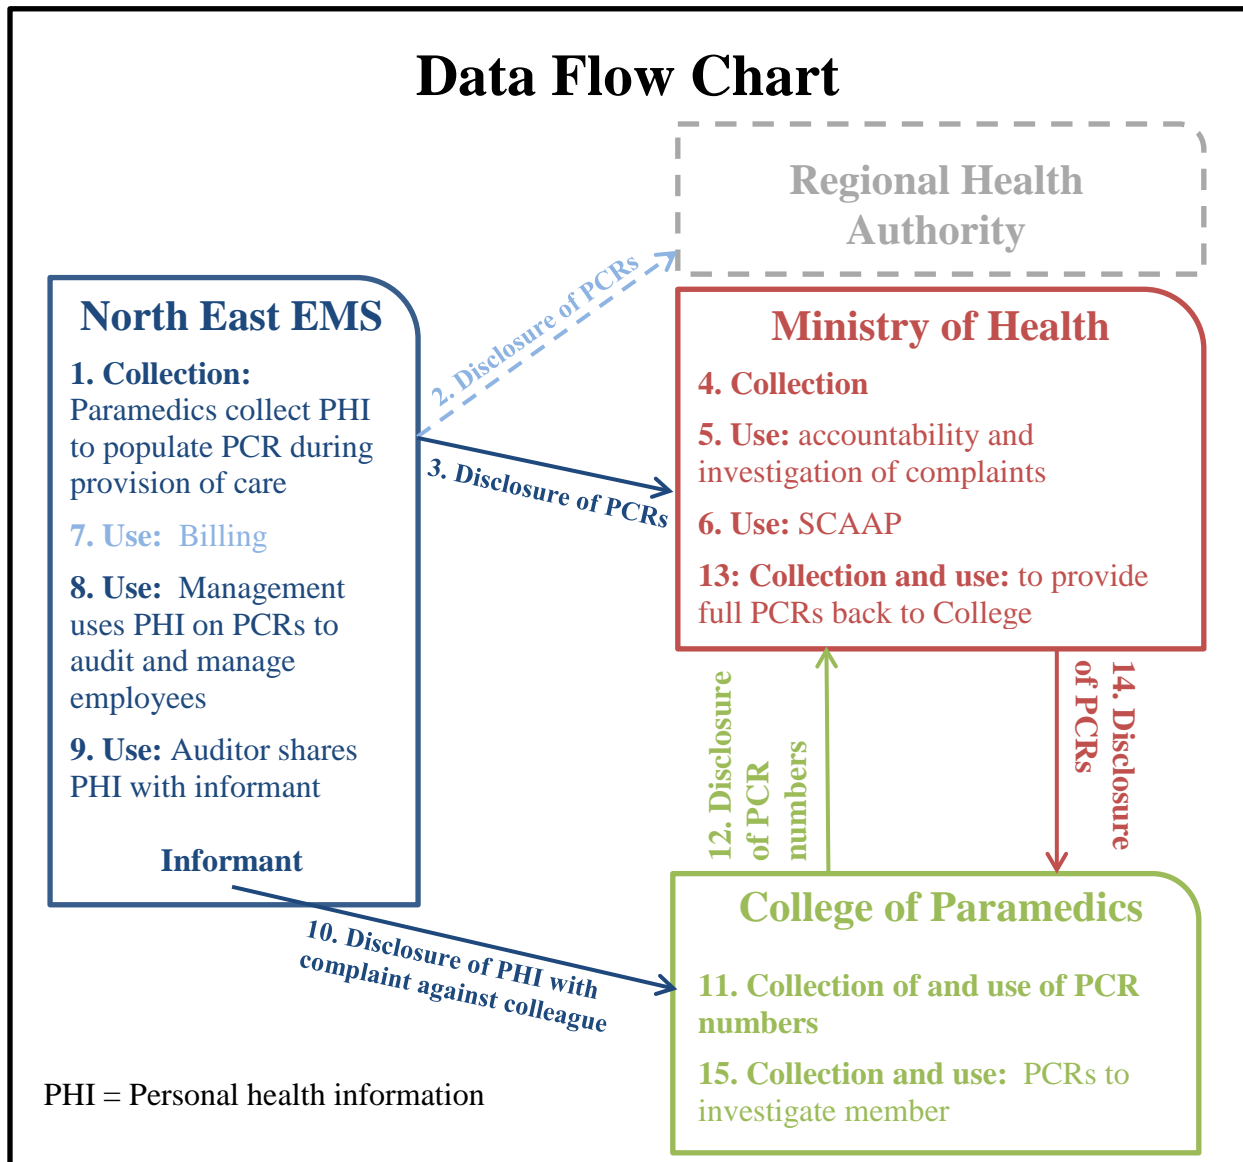 Data Flow Chart
Regional Health
Authority
2. Disclosure of PCRs
North East EMS
1. Collection:
Paramedics collect PHI
to populate PCR during
provision of care
7. Use: Billing
8. Use: Management
uses PHI on PCRs to
audit and manage
employees
9. Use: Auditor shares
PHI with informant
Informant
3. Disclosure of PCRs
Ministry of Health
4. Collection
5. Use: accountability and
investigation of complaints
6. Use: SCAAP
13: Collection and use: to provide
full PCRs back to College
12. Disclosure
of PCR
numbers
14. Disclosure
of PCRs
10. Disclosure of PHI with
complaint against colleague
College of Paramedics
11. Collection of and use of PCR
numbers
15. Collection and use: PCRs to
investigate member
PHI = Personal health information